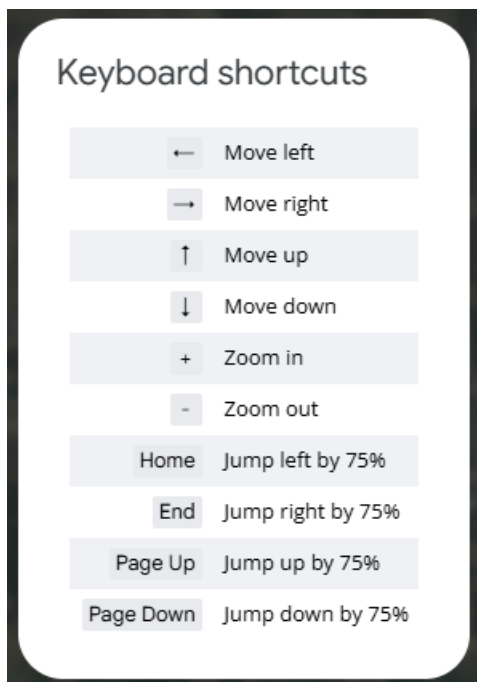 Keyboard shortcuts
← Move left
→ Move right
↑ Move up
↓ Move down
+ Zoom in
- Zoom out
Home Jump left by 75%
End Jump right by 75%
Page Up Jump up by 75%
Page Down Jump down by 75%